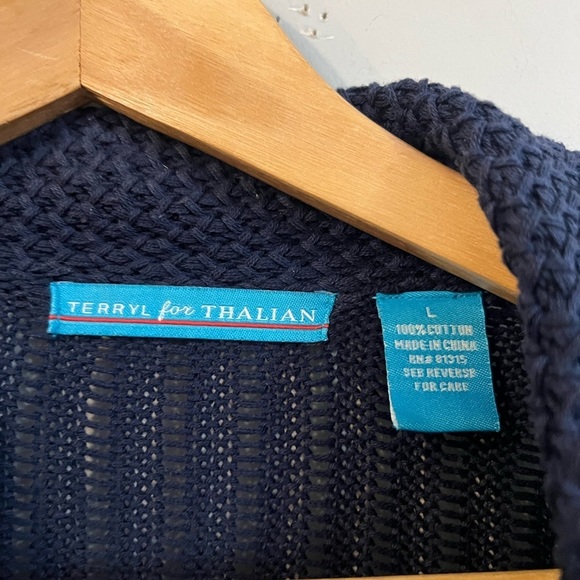 TERRYL for THALIAN
L
100% COTTON
MADE IN CHINA
RN# 81315
SEE REVERSE
FOR CARE